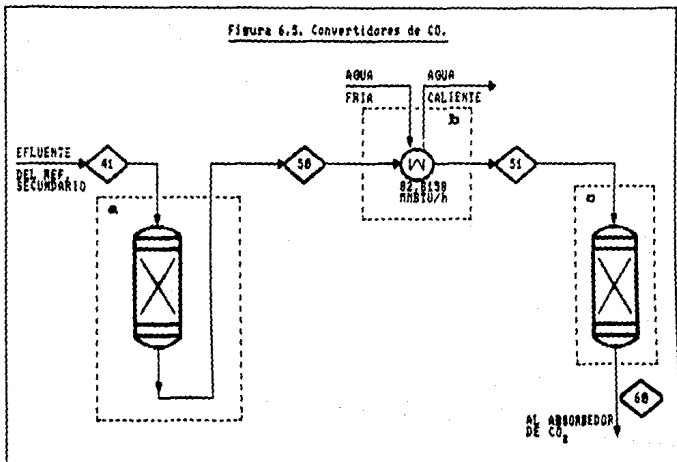 Figura 6.5. Convertidores de CO.
AGUA
FRIA
AGUA
CALIENTE
b
EFLUENTE
DEL REF.
SECUNDARIO
41
50
51
82.8158
MMBTU/h
a
c
60
AL ABSORBEDOR
DE CO2